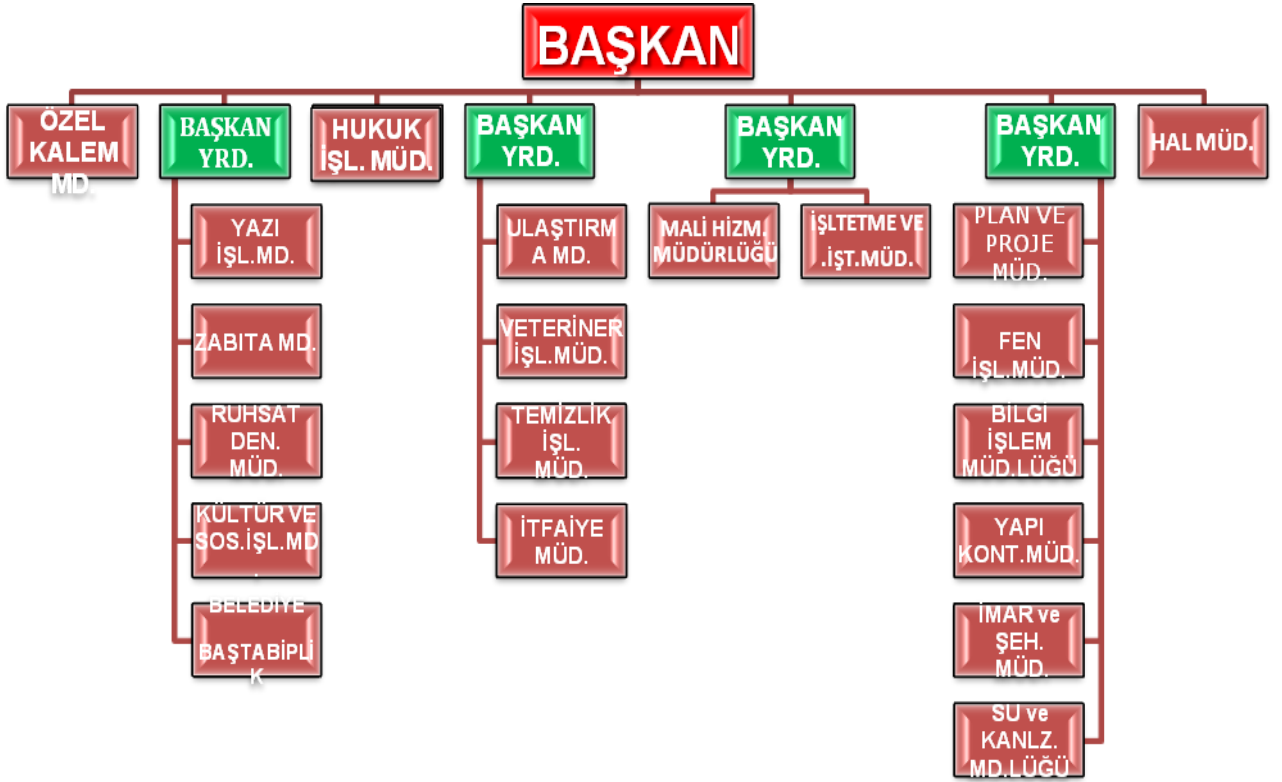 BAŞKAN
ÖZEL
KALEM
MD.
BAŞKAN
YRD.
HUKUK
İŞL. MÜD.
BAŞKAN
YRD.
BAŞKAN
YRD.
BAŞKAN
YRD.
HAL MÜD.
YAZI
İŞL.MD.
ZABITA MD.
RUHSAT
DEN.
MÜD.
KÜLTÜR VE
SOS.İŞL.MD
.
BELEDİYE
BAŞTABİPLİ
K
ULAŞTIRM
A MD.
VETERİNER
İŞL.MÜD.
TEMİZLİK
İŞL.
MÜD.
İTFAİYE
MÜD.
MALİ HİZM.
MÜDÜRLÜĞÜ
İŞLTETME VE
.İŞT.MÜD.
PLAN VE
PROJE
MÜD.
FEN
İŞL.MÜD.
BİLGİ
İŞLEM
MÜD.LÜĞÜ
YAPI
KONT.MÜD.
İMAR ve
ŞEH.
MÜD.
SU ve
KANLZ.
MD.LÜĞÜ